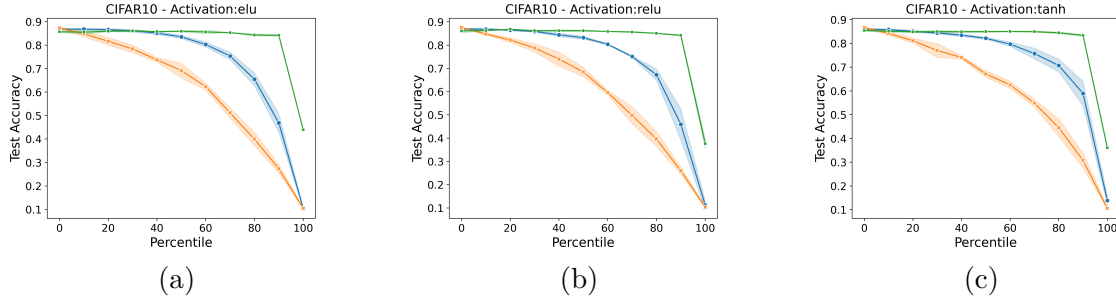 CIFAR10 - Activation:elu
0.9
0.8
0.7
0.6
0.5
0.4
0.3
0.2
0.1
Test Accuracy
0 20 40 60 80 100
Percentile
(a)
CIFAR10 - Activation:relu
0.9
0.8
0.7
0.6
0.5
0.4
0.3
0.2
0.1
Test Accuracy
0 20 40 60 80 100
Percentile
(b)
CIFAR10 - Activation:tanh
0.9
0.8
0.7
0.6
0.5
0.4
0.3
0.2
0.1
Test Accuracy
0 20 40 60 80 100
Percentile
(c)